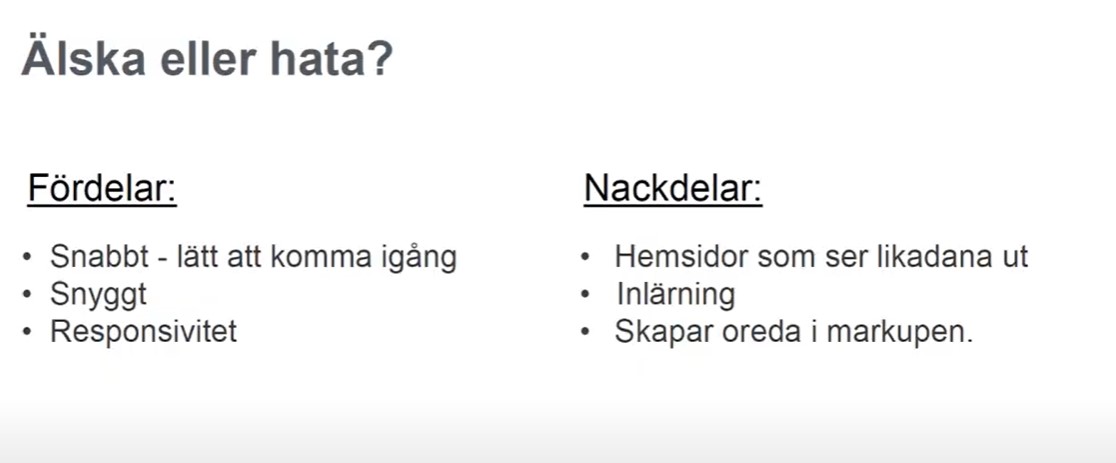 Älska eller hata?
Fördelar:
• Snabbt - lätt att komma igång
• Snyggt
• Responsivitet
Nackdelar:
• Hemsidor som ser likadana ut
• Inlärning
• Skapar oreda i markupen.